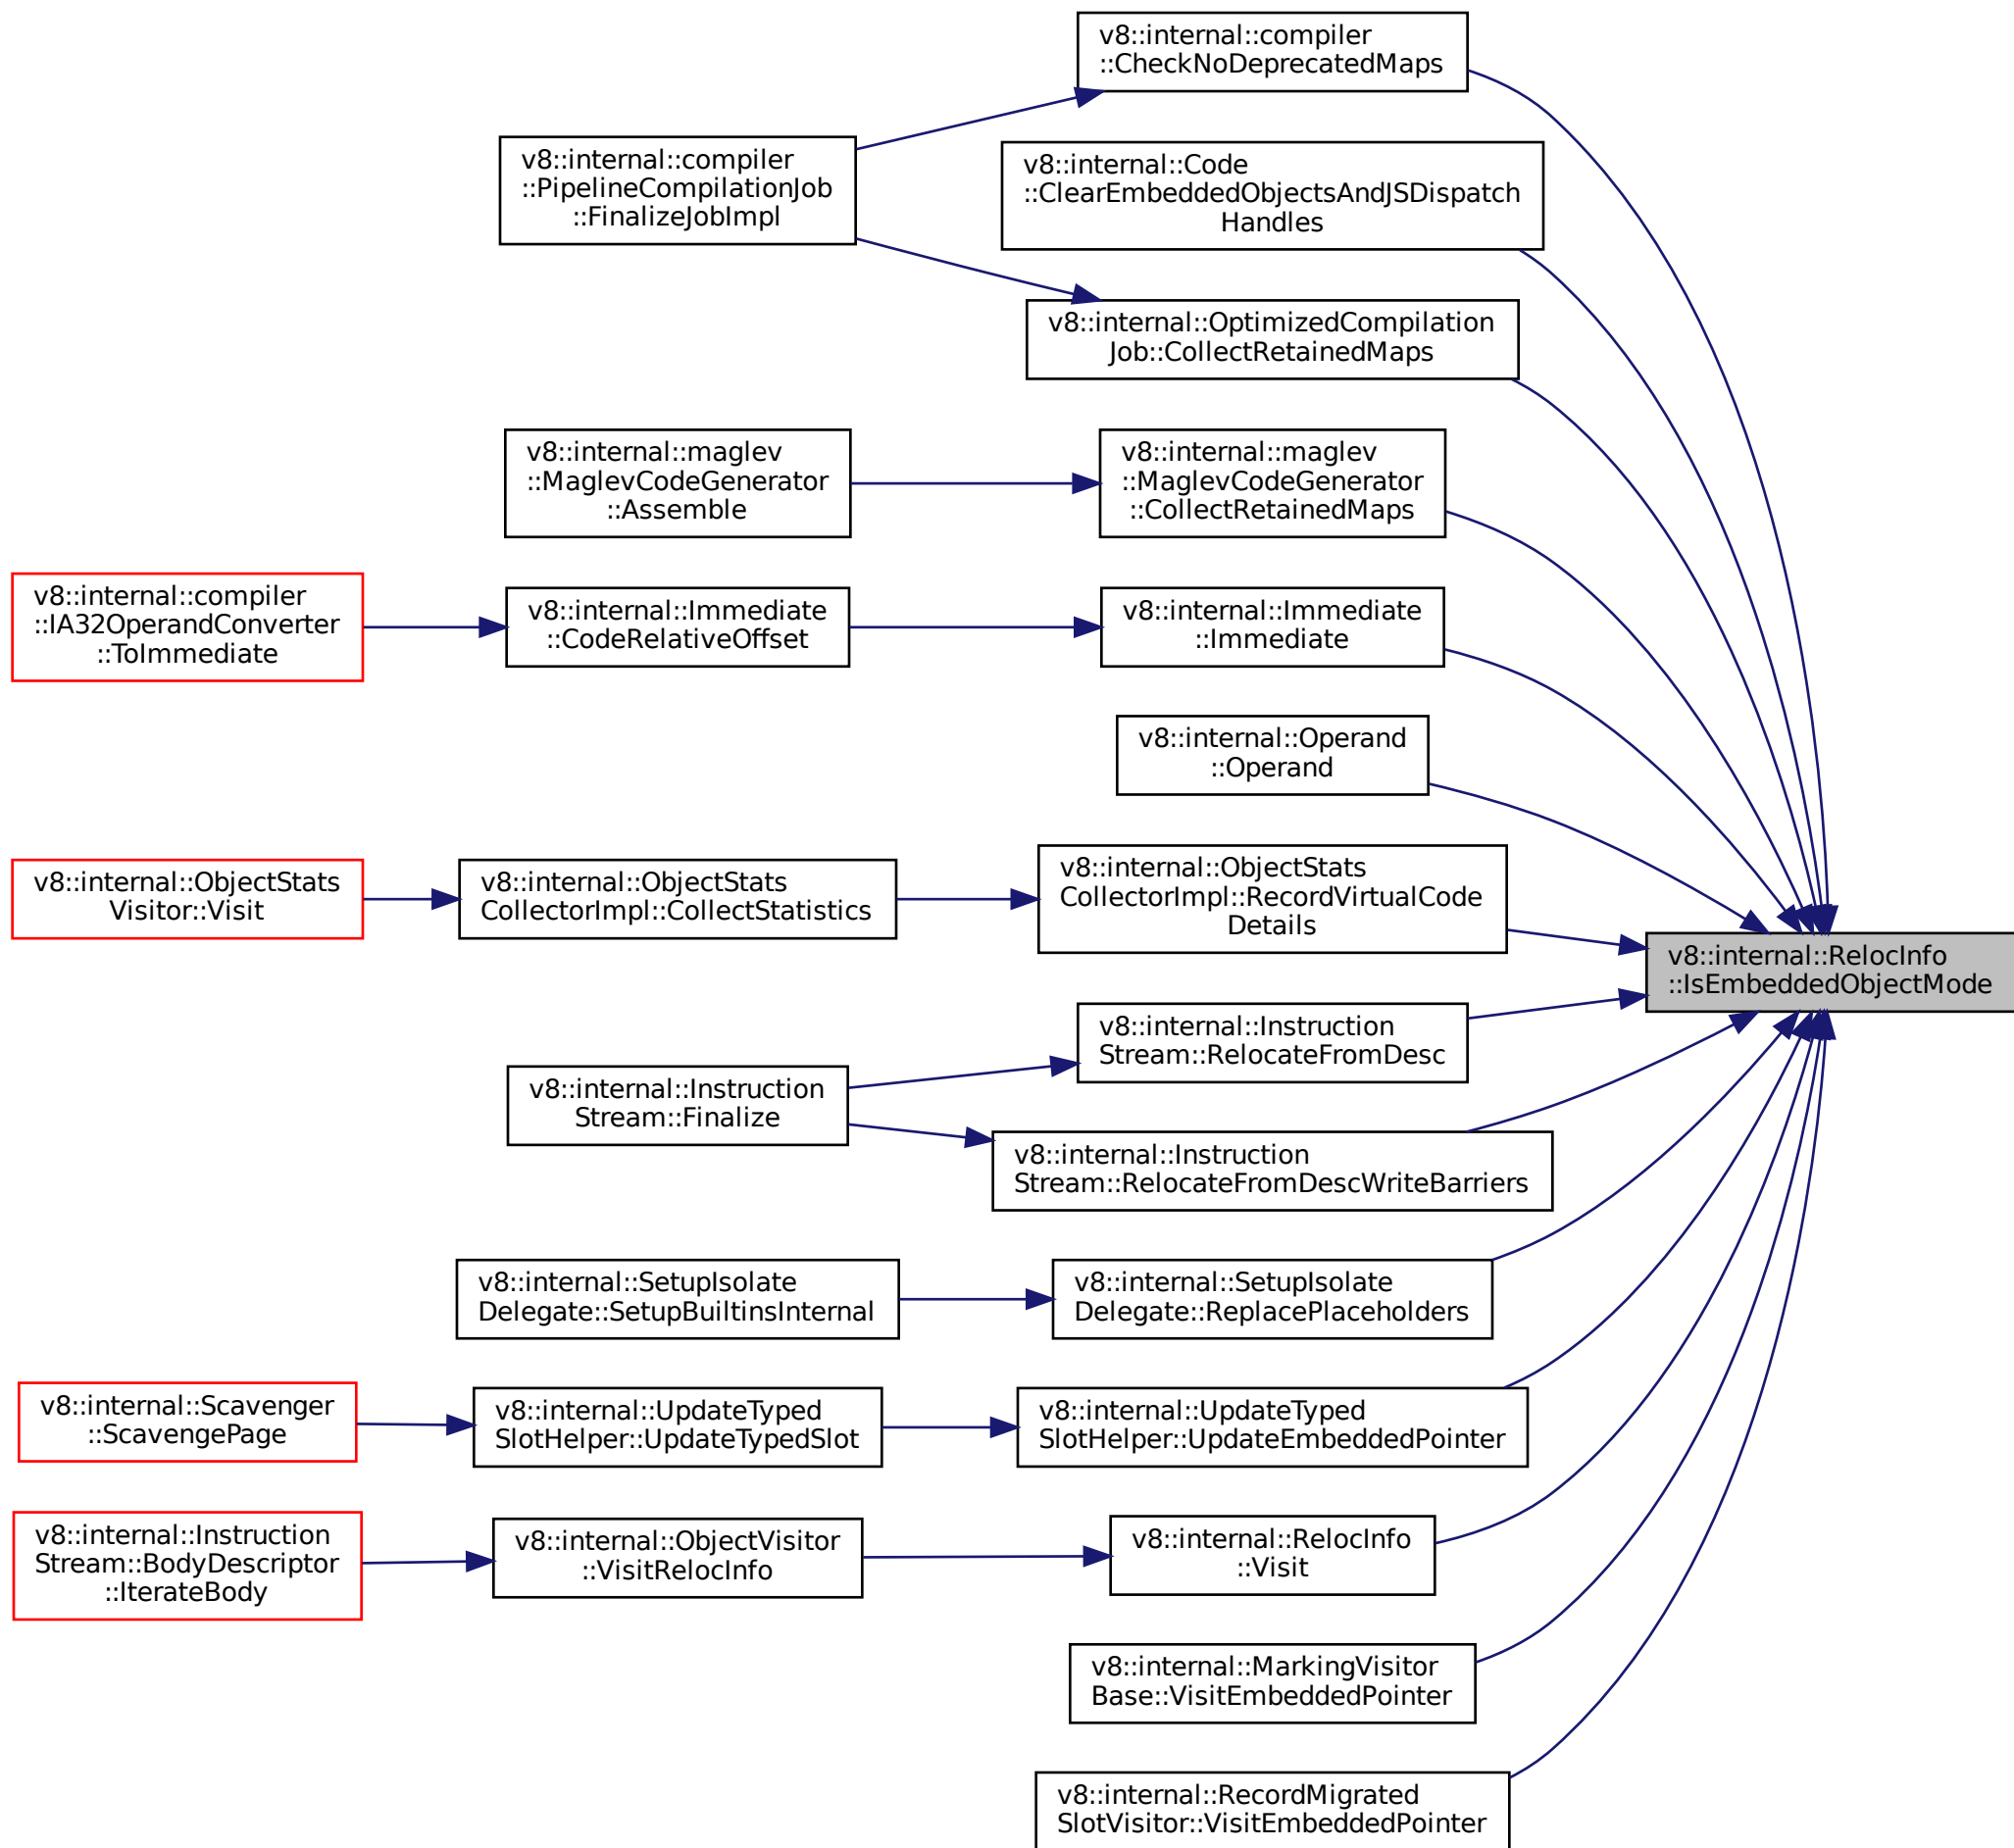 v8::internal::compiler
::CheckNoDeprecatedMaps
v8::internal::compiler
::PipelineCompilationJob
::FinalizeJobImpl
v8::internal::Code
::ClearEmbeddedObjectsAndJSDispatch
Handles
v8::internal::OptimizedCompilation
Job::CollectRetainedMaps
v8::internal::maglev
::MaglevCodeGenerator
::Assemble
v8::internal::maglev
::MaglevCodeGenerator
::CollectRetainedMaps
v8::internal::compiler
::IA32OperandConverter
::ToImmediate
v8::internal::Immediate
::CodeRelativeOffset
v8::internal::Immediate
::Immediate
v8::internal::Operand
::Operand
v8::internal::ObjectStats
Visitor::Visit
v8::internal::ObjectStats
CollectorImpl::CollectStatistics
v8::internal::ObjectStats
CollectorImpl::RecordVirtualCode
Details
v8::internal::RelocInfo
::IsEmbeddedObjectMode
v8::internal::Instruction
Stream::RelocateFromDesc
v8::internal::Instruction
Stream::Finalize
v8::internal::Instruction
Stream::RelocateFromDescWriteBarriers
v8::internal::SetupIsolate
Delegate::SetupBuiltinsInternal
v8::internal::SetupIsolate
Delegate::ReplacePlaceholders
v8::internal::Scavenger
::ScavengePage
v8::internal::UpdateTyped
SlotHelper::UpdateTypedSlot
v8::internal::UpdateTyped
SlotHelper::UpdateEmbeddedPointer
v8::internal::Instruction
Stream::BodyDescriptor
::IterateBody
v8::internal::ObjectVisitor
::VisitRelocInfo
v8::internal::RelocInfo
::Visit
v8::internal::MarkingVisitor
Base::VisitEmbeddedPointer
v8::internal::RecordMigrated
SlotVisitor::VisitEmbeddedPointer